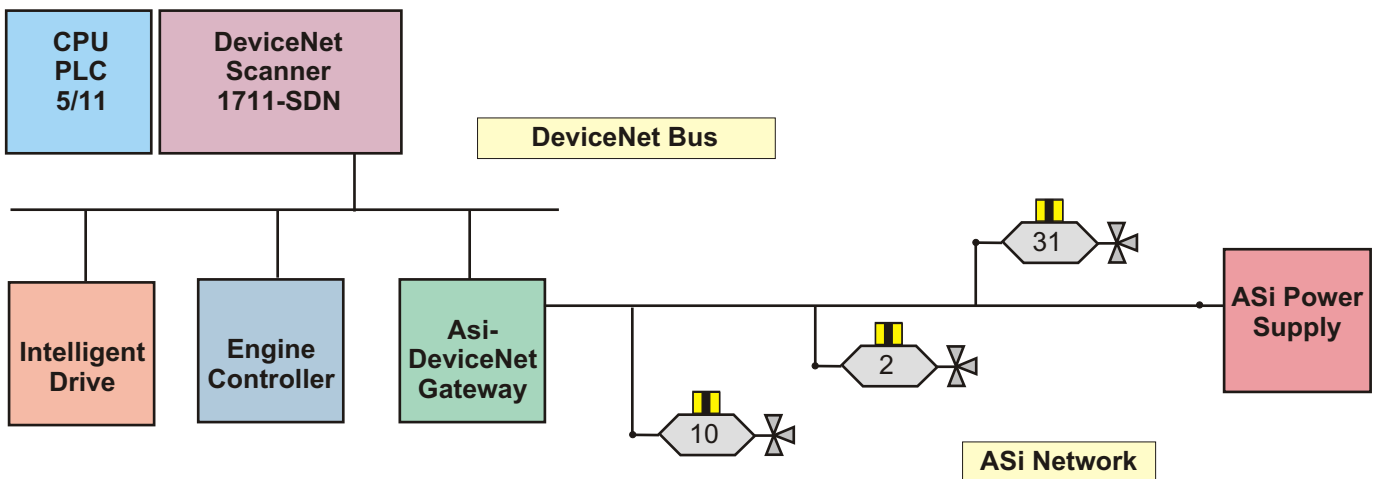 CPU
PLC
5/11
DeviceNet
Scanner
1711-SDN
DeviceNet Bus
31
ASi Power
Supply
Intelligent
Drive
Engine
Controller
Asi-
DeviceNet
Gateway
2
10
ASi Network